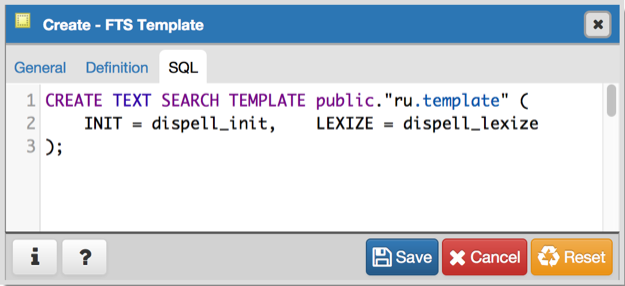 Create - FTS Template
General Definition SQL
1 CREATE TEXT SEARCH TEMPLATE public."ru.template" (
2     INIT = dispell_init,    LEXIZE = dispell_lexize
3 );
i ? Save Cancel Reset